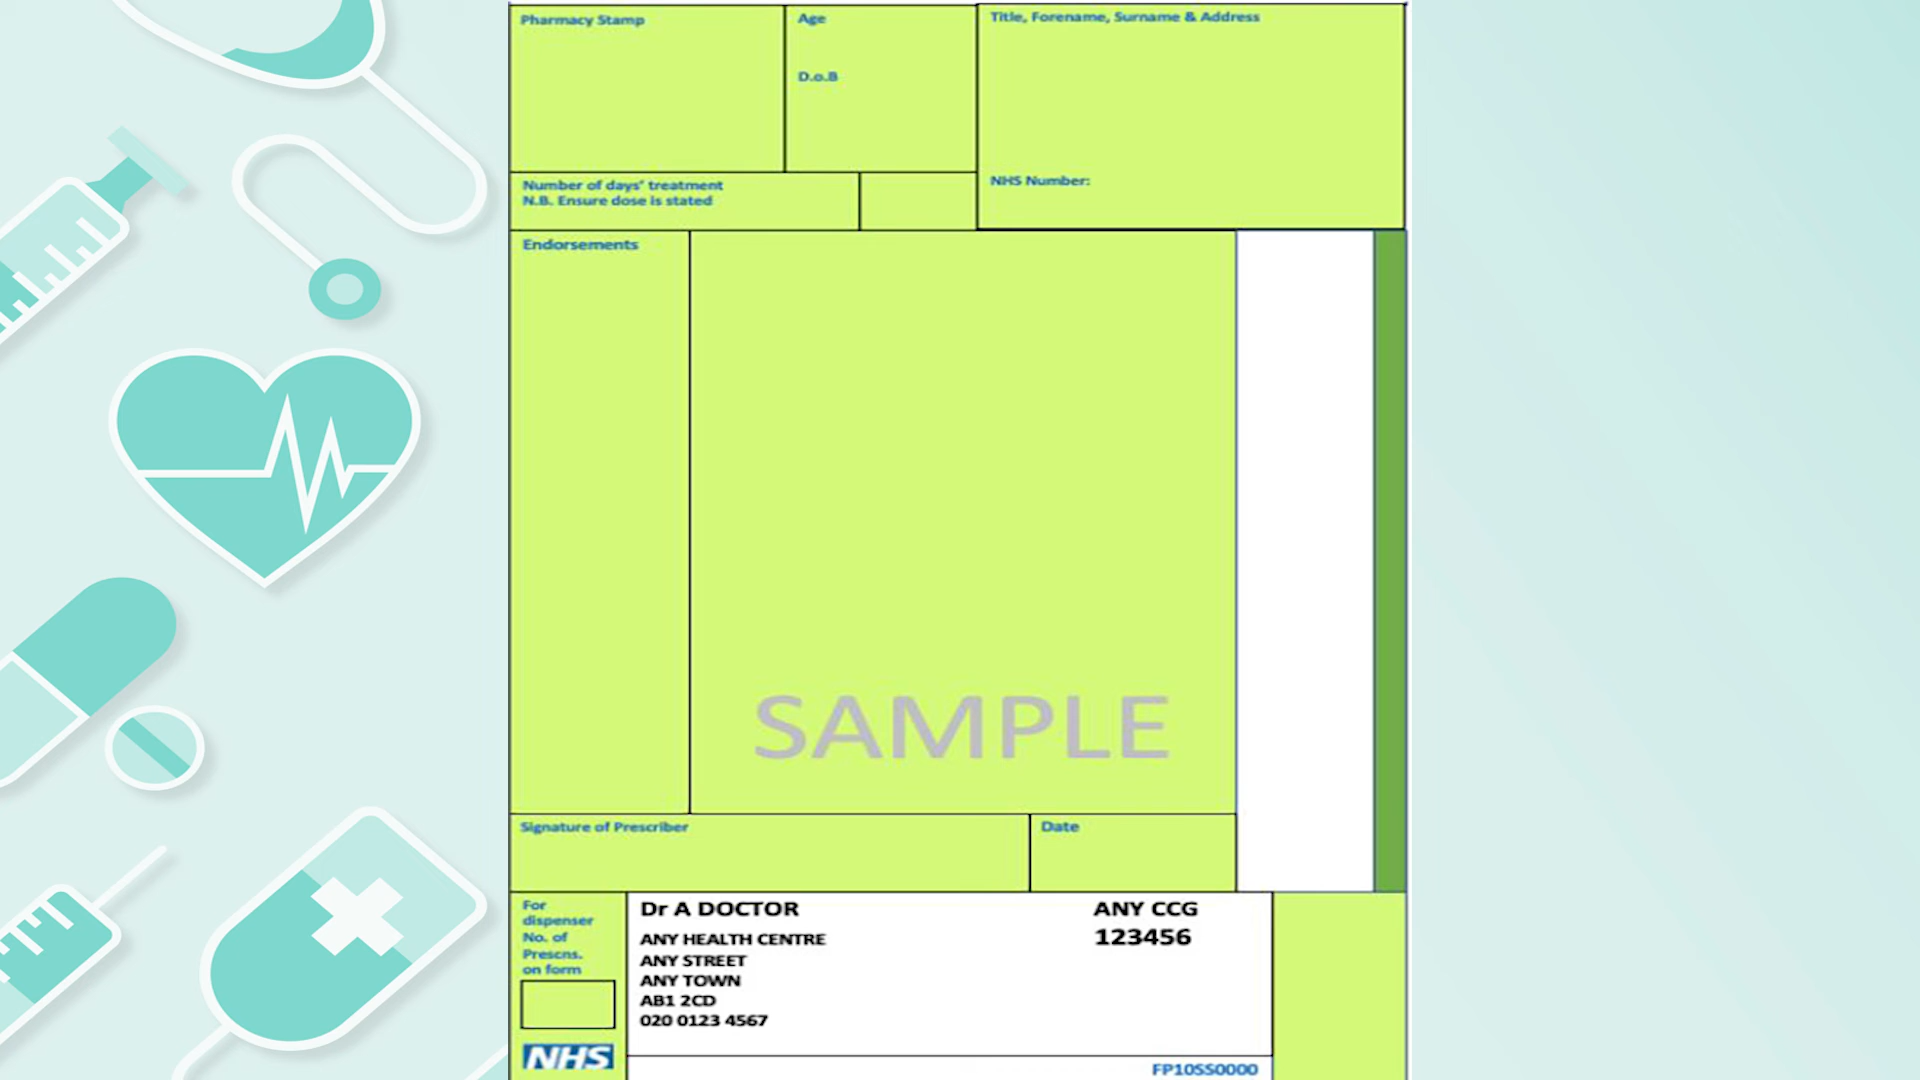 Pharmacy Stamp
Age
D.o.B
Title, Forename, Surname & Address
NHS Number:
Number of days' treatment
N.B. Ensure dose is stated
Endorsements
SAMPLE
Signature of Prescriber
Date
For
dispenser
No. of
Prescns.
on form
NHS
Dr A DOCTOR
ANY HEALTH CENTRE
ANY STREET
ANY TOWN
AB1 2CD
020 0123 4567
ANY CCG
123456
FP10SS0000